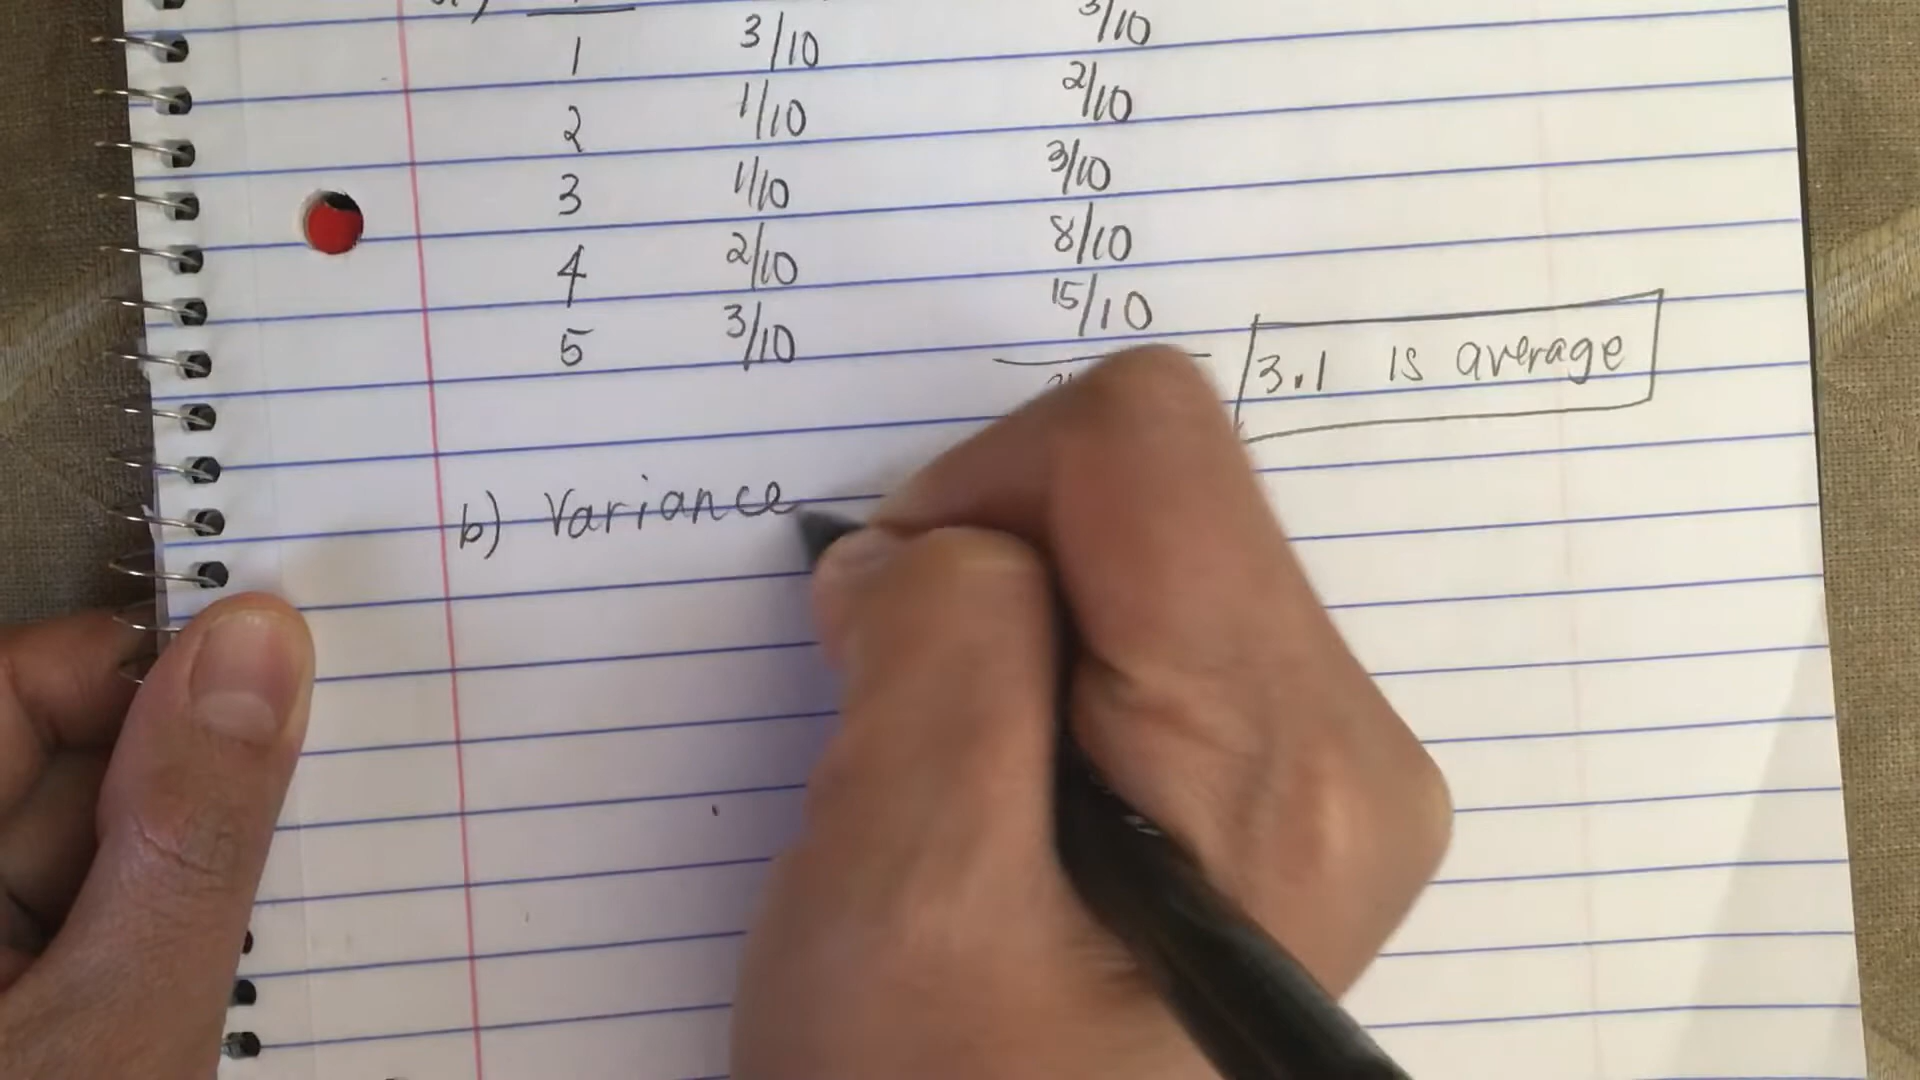 1 3/10 3/10
2 1/10 2/10
3 1/10 3/10
4 2/10 8/10
5 3/10 15/10
3.1 is average
b) Variance